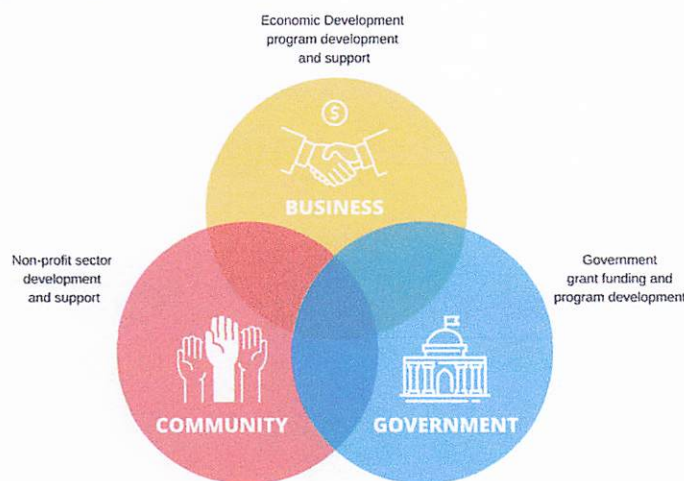 Economic Development
program development
and support
$
BUSINESS
Non-profit sector
development
and support
Government
grant funding and
program development
COMMUNITY
GOVERNMENT